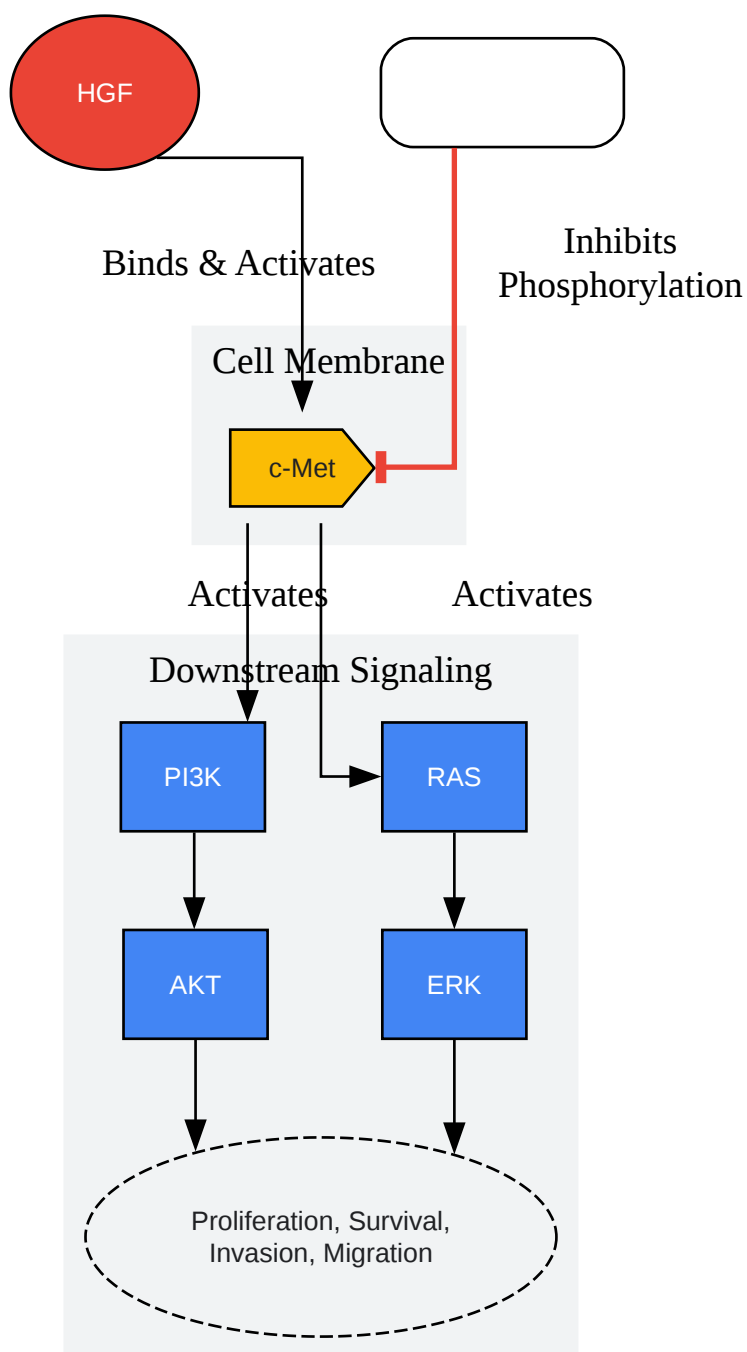 HGF
Binds & Activates
Inhibits
Phosphorylation
Cell Membrane
c-Met
Activates
Activates
Downstream Signaling
PI3K
RAS
AKT
ERK
Proliferation, Survival,
Invasion, Migration